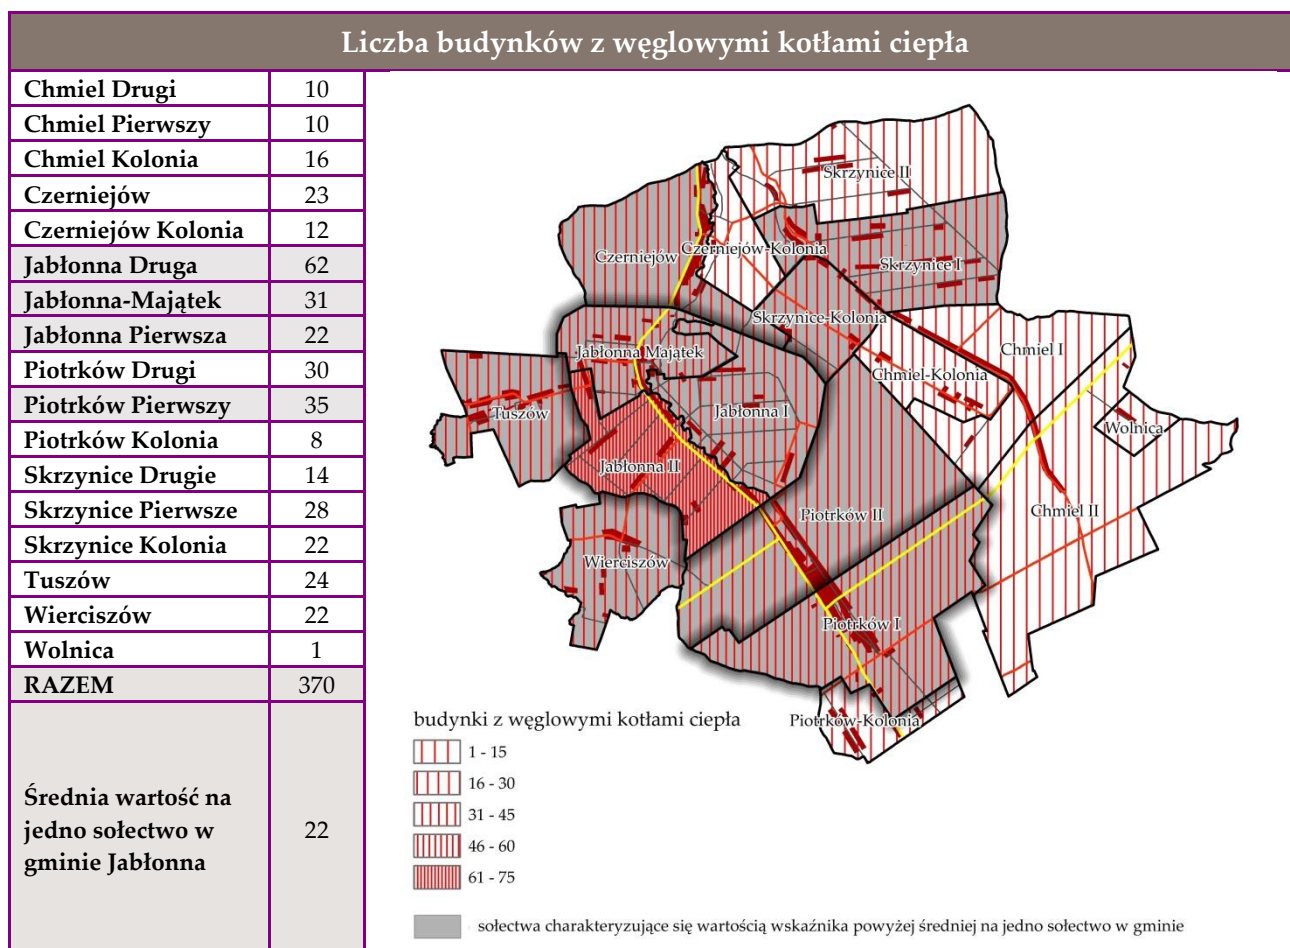 Liczba budynków z węglowymi kotłami ciepła
Chmiel Drugi 10
Chmiel Pierwszy 10
Chmiel Kolonia 16
Czerniejów 23
Czerniejów Kolonia 12
Jabłonna Druga 62
Jabłonna-Majątek 31
Jabłonna Pierwsza 22
Piotrków Drugi 30
Piotrków Pierwszy 35
Piotrków Kolonia 8
Skrzynice Drugie 14
Skrzynice Pierwsze 28
Skrzynice Kolonia 22
Tuszów 24
Wierciszów 22
Wolnica 1
RAZEM 370
Średnia wartość na
jedno sołectwo w 22
gminie Jabłonna
Skrzynice II
Czerniejów-Kolonia
Czerniejów
Skrzynice I
Skrzynice-Kolonia
Chmiel I
Jabłonna Majątek
Chmiel-Kolonia
Tuszów
Jabłonna I
Wolnica
Jabłonna II
Chmiel II
Piotrków II
Wierciszów
Piotrków I
Piotrków-Kolonia
budynki z węglowymi kotłami ciepła
1 - 15
16 - 30
31 - 45
46 - 60
61 - 75
sołectwa charakteryzujące się wartością wskaźnika powyżej średniej na jedno sołectwo w gminie